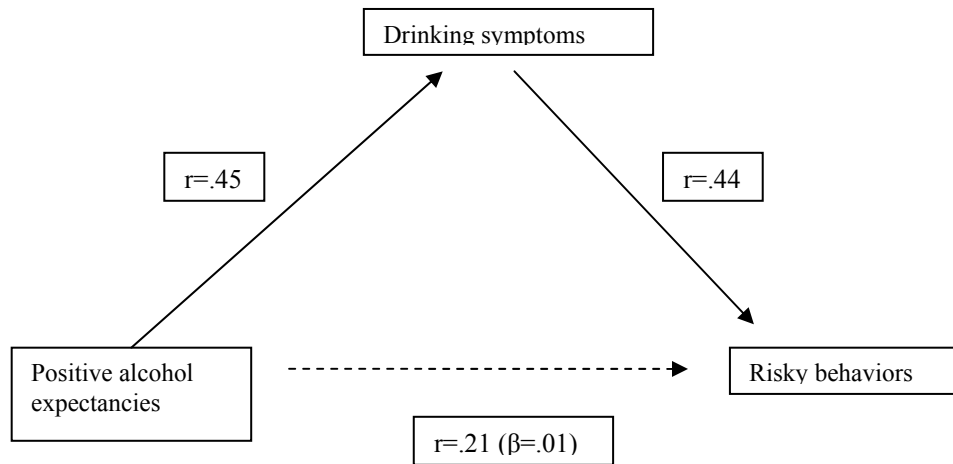 Drinking symptoms
r=.45
r=.44
Positive alcohol
expectancies
Risky behaviors
r=.21 (β=.01)